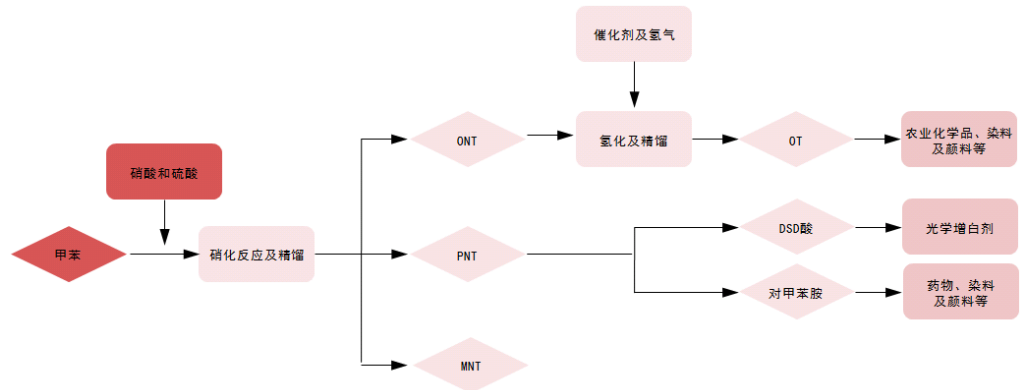 催化剂及氢气
ONT
氢化及精馏
OT
农业化学品、染料
及颜料等
硝酸和硫酸
甲苯
硝化反应及精馏
PNT
DSD酸
光学增白剂
对甲苯胺
药物、染料
及颜料等
MNT